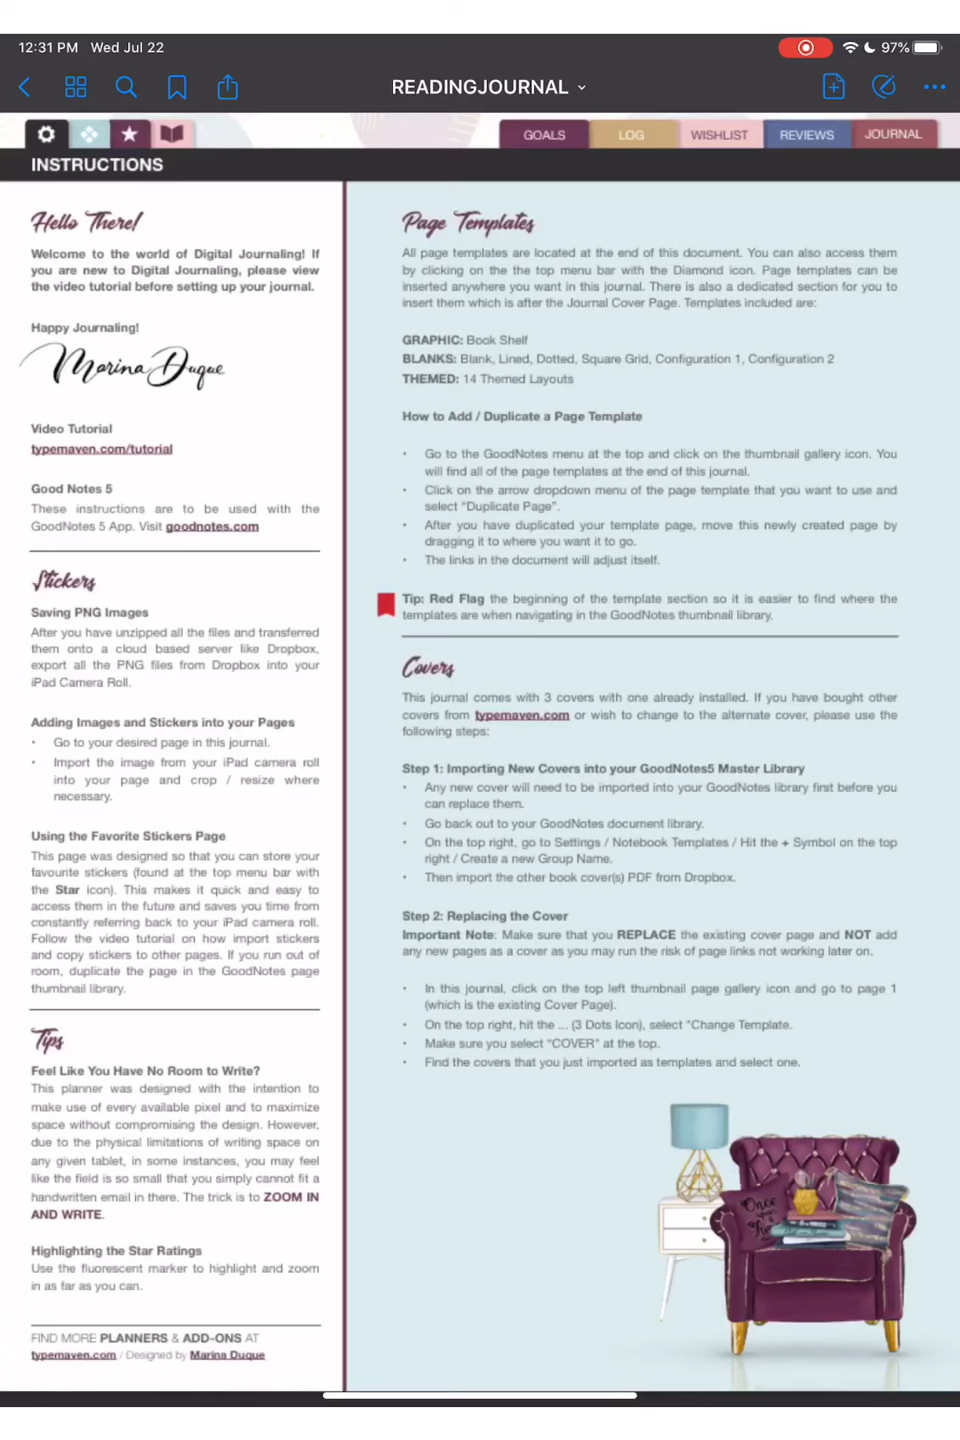 12:31 PM Wed Jul 22
97%
READINGJOURNAL
GOALS
LOG
WISHLIST
REVIEWS
JOURNAL
INSTRUCTIONS
Hello There!
Welcome to the world of Digital Journaling! If
you are new to Digital Journaling, please view
the video tutorial before setting up your journal.
Happy Journaling!
Marina Duque
Video Tutorial
typemaven.com/tutorial
Good Notes 5
These instructions are to be used with the
GoodNotes 5 App. Visit goodnotes.com
Stickers
Saving PNG Images
After you have unzipped all the files and transferred
them onto a cloud based server like Dropbox,
export all the PNG files from Dropbox into your
iPad Camera Roll.
Adding Images and Stickers into your Pages
• Go to your desired page in this journal.
• Import the image from your iPad camera roll
into your page and crop / resize where
necessary.
Using the Favorite Stickers Page
This page was designed so that you can store your
favourite stickers (found at the top menu bar with
the Star icon). This makes it quick and easy to
access them in the future and saves you time from
constantly referring back to your iPad camera roll.
Follow the video tutorial on how import stickers
and copy stickers to other pages. If you run out of
room, duplicate the page in the GoodNotes page
thumbnail library.
Tips
Feel Like You Have No Room to Write?
This planner was designed with the intention to
make use of every available pixel and to maximize
space without compromising the design. However,
due to the physical limitations of writing space on
any given tablet, in some instances, you may feel
like the field is so small that you simply cannot fit a
handwritten email in there. The trick is to ZOOM IN
AND WRITE.
Highlighting the Star Ratings
Use the fluorescent marker to highlight and zoom
in as far as you can.
FIND MORE PLANNERS & ADD-ONS AT
typemaven.com / Designed by Marina Duque
Page Templates
All page templates are located at the end of this document. You can also access them
by clicking on the the top menu bar with the Diamond icon. Page templates can be
inserted anywhere you want in this journal. There is also a dedicated section for you to
insert them which is after the Journal Cover Page. Templates included are:
GRAPHIC: Book Shelf
BLANKS: Blank, Lined, Dotted, Square Grid, Configuration 1, Configuration 2
THEMED: 14 Themed Layouts
How to Add / Duplicate a Page Template
• Go to the GoodNotes menu at the top and click on the thumbnail gallery icon. You
will find all of the page templates at the end of this journal.
• Click on the arrow dropdown menu of the page template that you want to use and
select "Duplicate Page".
• After you have duplicated your template page, move this newly created page by
dragging it to where you want it to go.
• The links in the document will adjust itself.
Tip: Red Flag the beginning of the template section so it is easier to find where the
templates are when navigating in the GoodNotes thumbnail library.
Covers
This journal comes with 3 covers with one already installed. If you have bought other
covers from typemaven.com or wish to change to the alternate cover, please use the
following steps:
Step 1: Importing New Covers into your GoodNotes5 Master Library
• Any new cover will need to be imported into your GoodNotes library first before you
can replace them.
• Go back out to your GoodNotes document library.
• On the top right, go to Settings / Notebook Templates / Hit the + Symbol on the top
right / Create a new Group Name.
• Then import the other book cover(s) PDF from Dropbox.
Step 2: Replacing the Cover
Important Note: Make sure that you REPLACE the existing cover page and NOT add
any new pages as a cover as you may run the risk of page links not working later on.
• In this journal, click on the top left thumbnail page gallery icon and go to page 1
(which is the existing Cover Page).
• On the top right, hit the ... (3 Dots Icon), select "Change Template.
• Make sure you select "COVER" at the top.
• Find the covers that you just imported as templates and select one.
Once